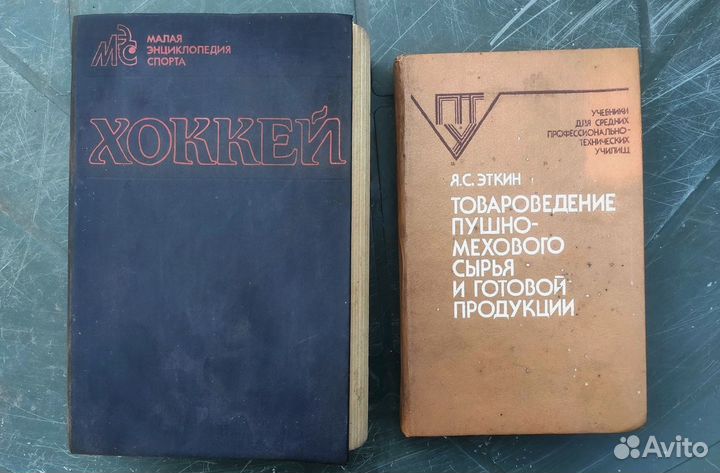 МЭС
МАЛАЯ
ЭНЦИКЛОПЕДИЯ
СПОРТА
ХОККЕЙ
ПТУ
УЧЕБНИКИ
ДЛЯ СРЕДНИХ
ПРОФЕССИОНАЛЬНО-
ТЕХНИЧЕСКИХ
УЧИЛИЩ
Я.С. ЭТКИН
ТОВАРОВЕДЕНИЕ
ПУШНО-
МЕХОВОГО
СЫРЬЯ
И ГОТОВОЙ
ПРОДУКЦИИ
Avito